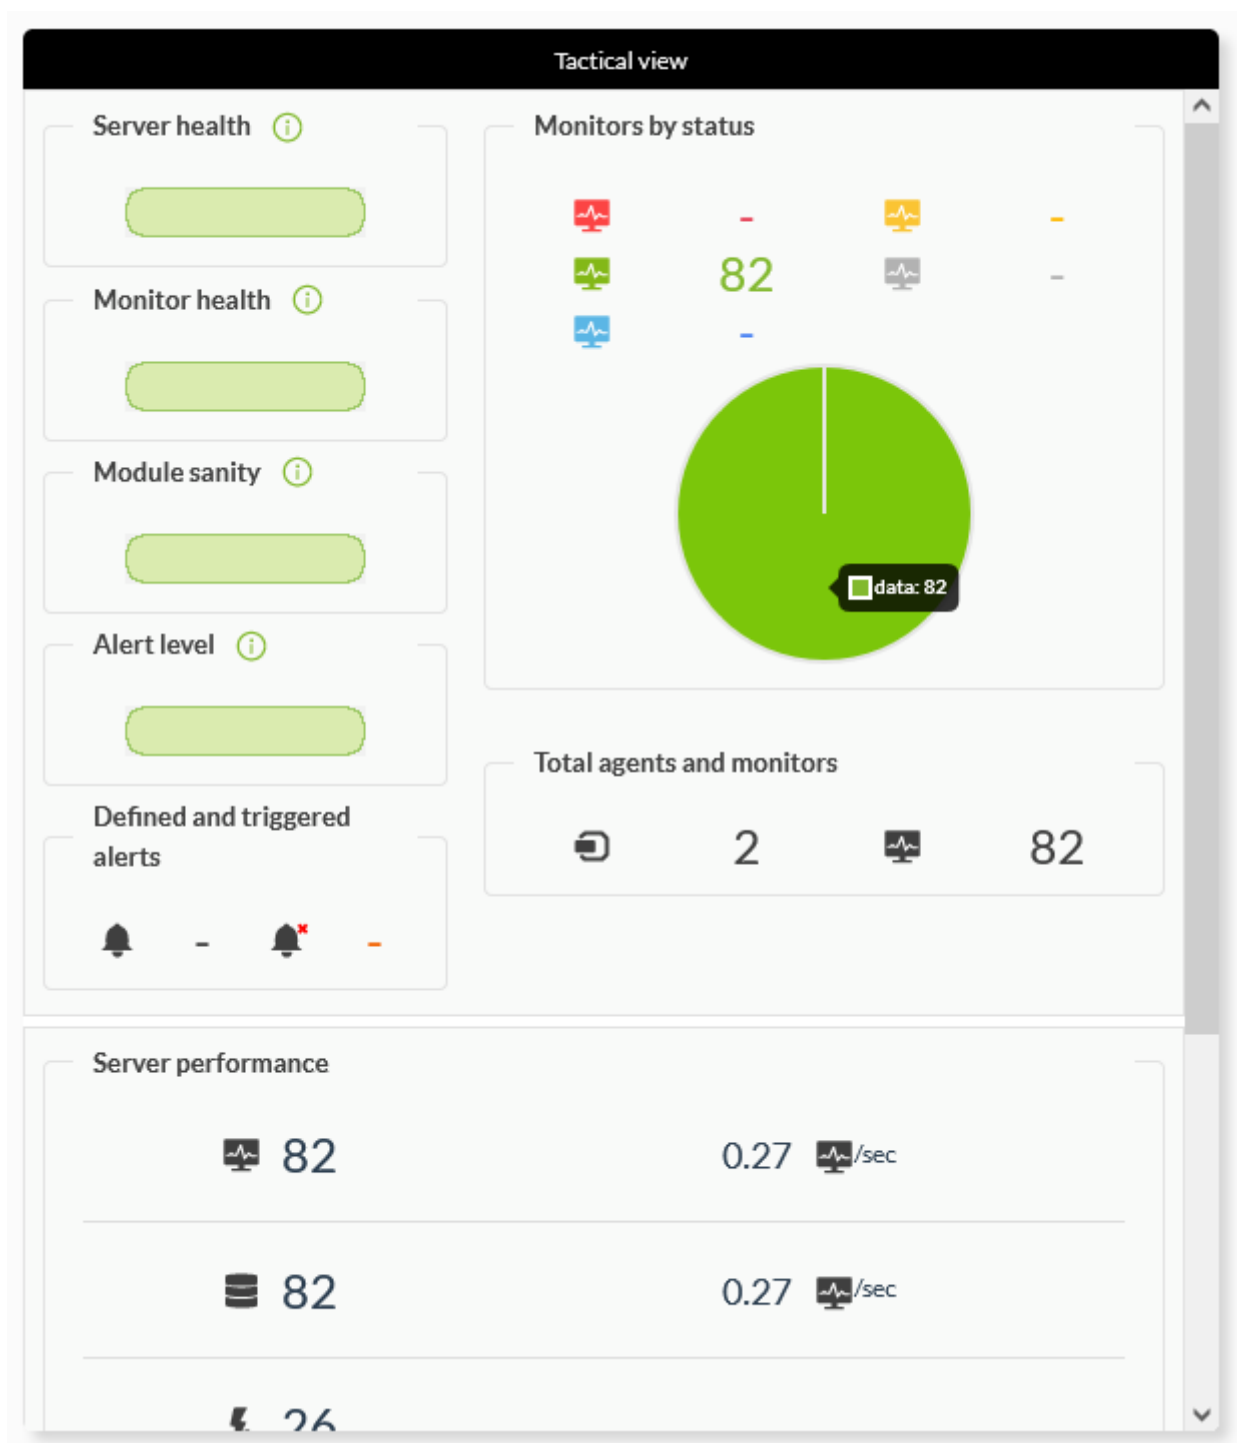 Tactical view
Server health
Monitors by status
- -
82 -
Monitor health
-
Module sanity
data: 82
Alert level
Total agents and monitors
2 82
Defined and triggered
alerts
- -
Server performance
82 0.27 /sec
82 0.27 /sec
26